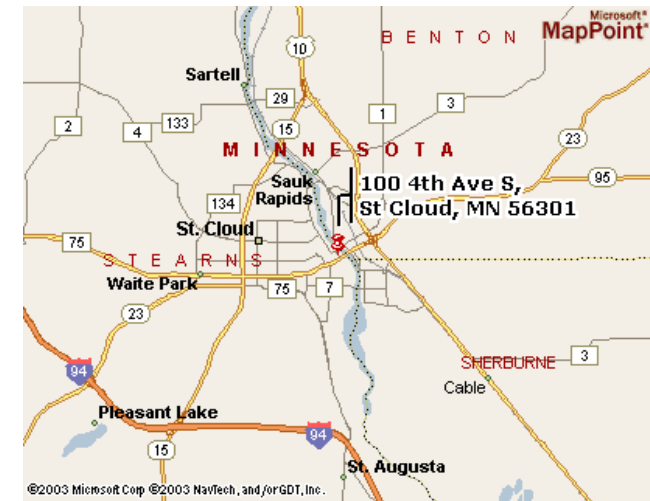 Microsoft®
MapPoint®
BENTON
10
Sartell
29
3
2
4
133
15
1
23
MINNESOTA
95
Sauk
Rapids
100 4th Ave S,
St Cloud, MN 56301
134
St. Cloud
75
STEARNS
Waite Park
75
7
23
94
SHERBURNE
3
Cable
Pleasant Lake
94
15
St. Augusta
©2003 Microsoft Corp ©2003 NavTech, and/or GDT, Inc.